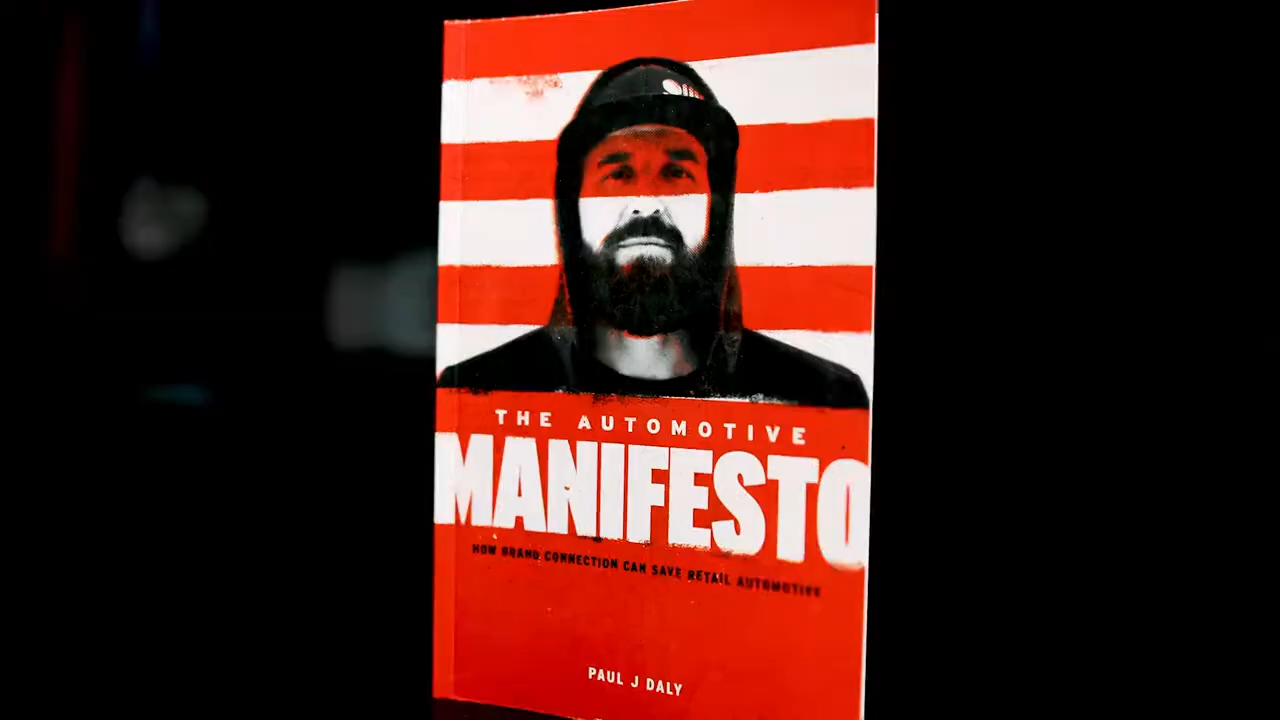 THE AUTOMOTIVE
MANIFESTO
HOW BRAND CONNECTION CAN SAVE RETAIL AUTOMOTIVE
PAUL J DALY